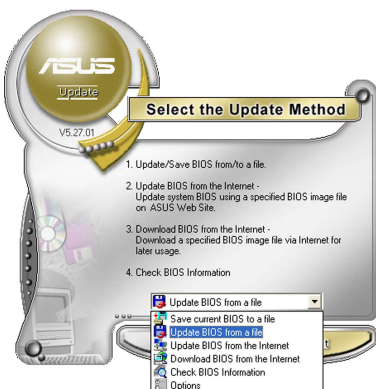 ASUS
Update
V5.27.01
Select the Update Method
1. Update/Save BIOS from/to a file.
2. Update BIOS from the Internet -
Update system BIOS using a specified BIOS image file
on ASUS Web Site.
3. Download BIOS from the Internet -
Download a specified BIOS image file via Internet for
later usage.
4. Check BIOS Information
Update BIOS from a file
Save current BIOS to a file
Update BIOS from a file
Update BIOS from the Internet
Download BIOS from the Internet
Check BIOS Information
Options